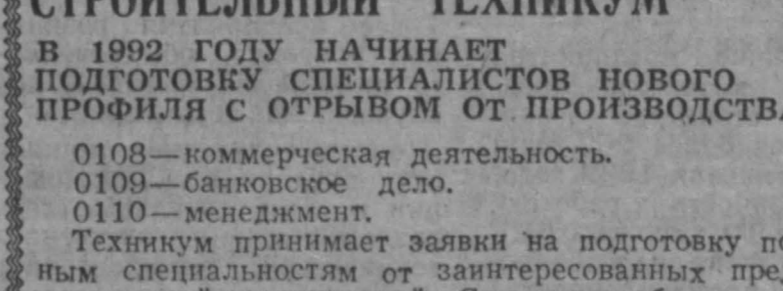 СТРОИТЕЛЬНЫЙ ТЕХНИКУМ
В 1992 ГОДУ НАЧИНАЕТ
ПОДГОТОВКУ СПЕЦИАЛИСТОВ НОВОГО
ПРОФИЛЯ С ОТРЫВОМ ОТ ПРОИЗВОДСТВА
0108—коммерческая деятельность.
0109—банковское дело.
0110—менеджмент.
Техникум принимает заявки на подготовку
ным специальностям от заинтересованных пре